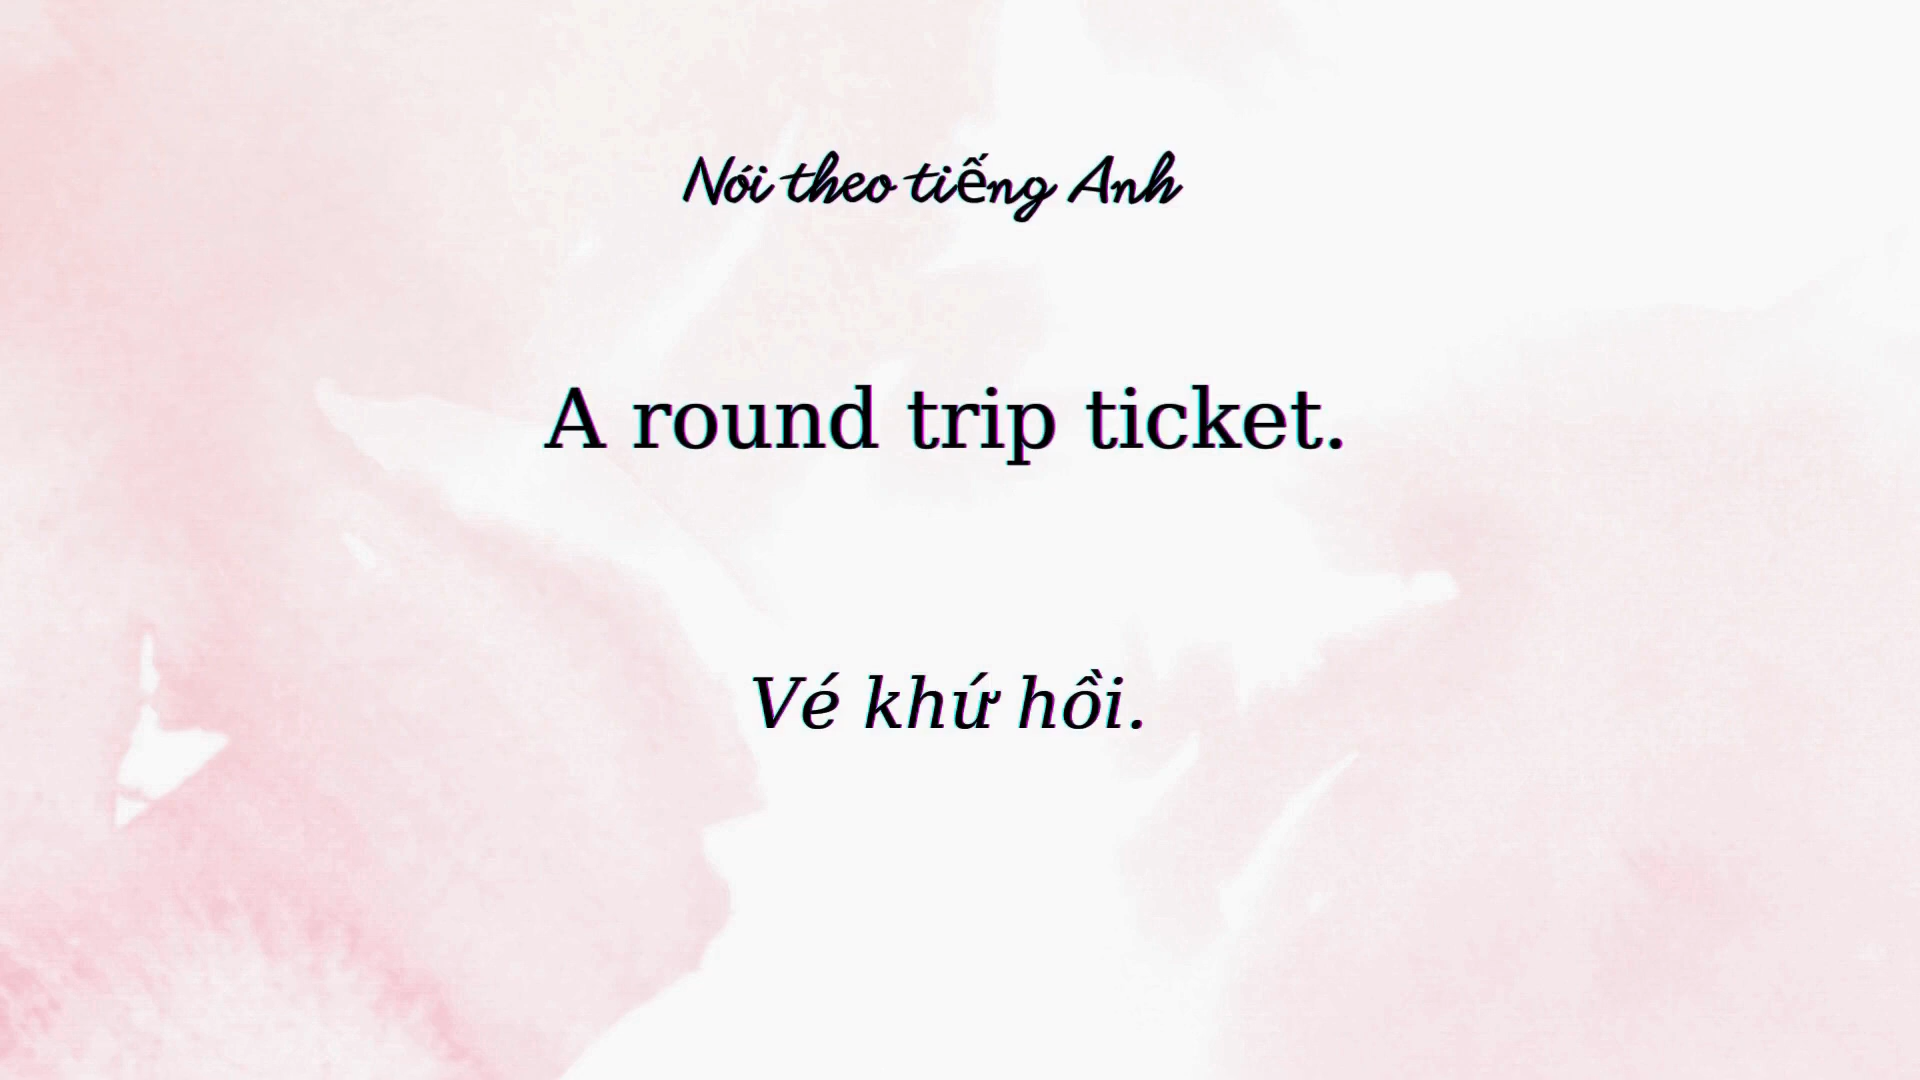 Nói theo tiếng Anh
A round trip ticket.
Vé khứ hồi.